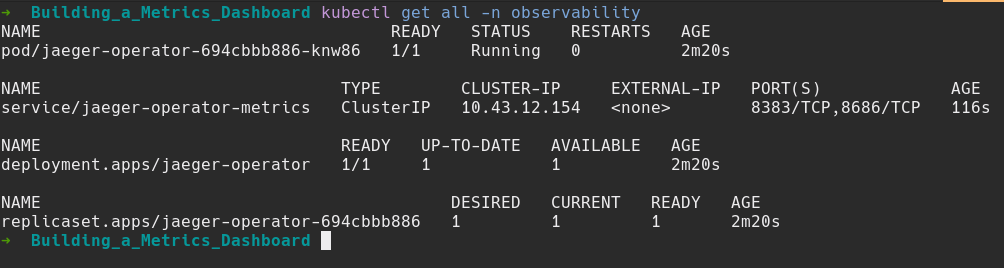 → Building_a_Metrics_Dashboard kubectl get all -n observability
NAME                                   READY   STATUS    RESTARTS   AGE
pod/jaeger-operator-694cbbb886-knw86   1/1     Running   0          2m20s

NAME                              TYPE        CLUSTER-IP     EXTERNAL-IP   PORT(S)             AGE
service/jaeger-operator-metrics   ClusterIP   10.43.12.154   <none>        8383/TCP,8686/TCP   116s

NAME                              READY   UP-TO-DATE   AVAILABLE   AGE
deployment.apps/jaeger-operator   1/1     1            1           2m20s

NAME                                         DESIRED   CURRENT   READY   AGE
replicaset.apps/jaeger-operator-694cbbb886   1         1         1       2m20s
→ Building_a_Metrics_Dashboard